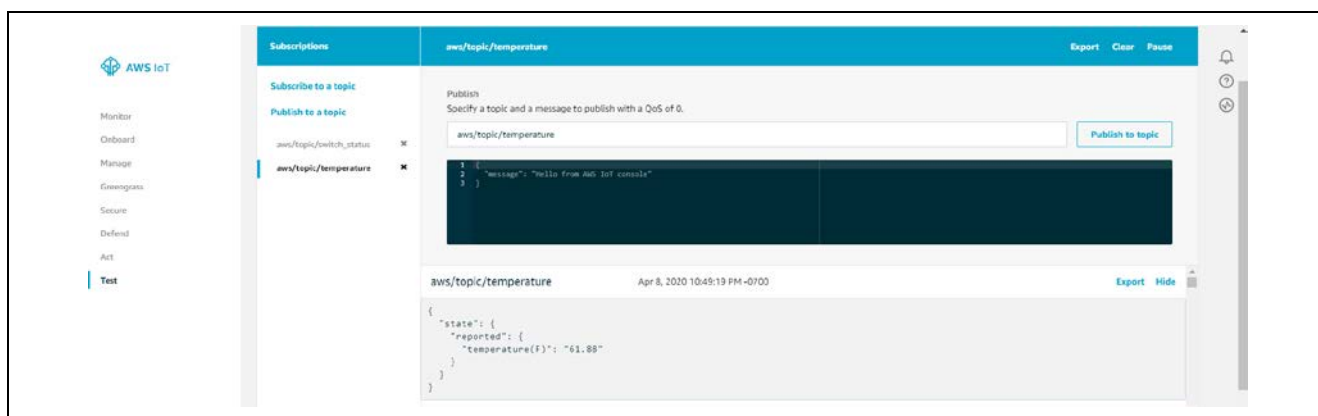 AWS IoT
Monitor
Onboard
Manage
Greengrass
Secure
Defend
Act
Test
Subscriptions
Subscribe to a topic
Publish to a topic
aws/topic/switch_status ✖
aws/topic/temperature ✖
aws/topic/temperature Export Clear Pause
Publish
Specify a topic and a message to publish with a QoS of 0.
aws/topic/temperature Publish to topic
1 {
2 "message": "Hello from AWS IoT console"
3 }
aws/topic/temperature Apr 8, 2020 10:49:19 PM -0700 Export Hide
{
"state": {
"reported": {
"temperature(F)": "61.88"
}
}
}